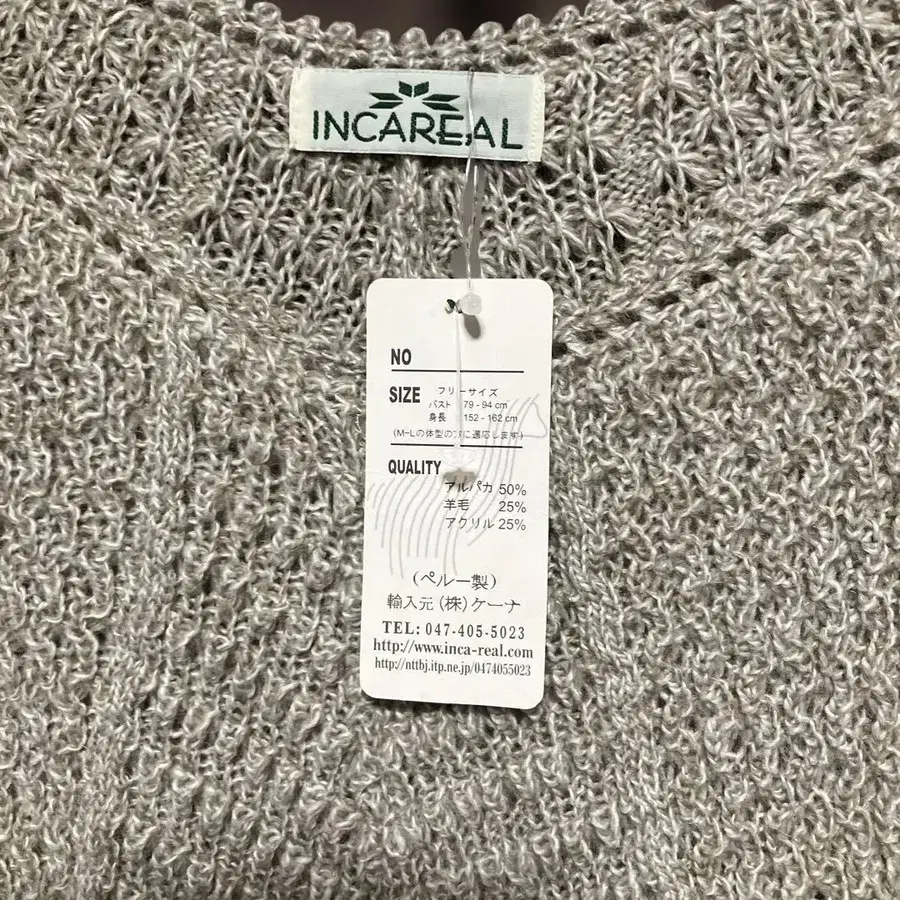 INCAREAL
NO
SIZE フリーサイズ
バスト 79 - 94 cm
身長 152 - 162 cm
(M-Lの体型の方に適応します)
QUALITY
アルパカ 50%
羊毛 25%
アクリル 25%
(ペルー製)
輸入元 (株) ケーナ
TEL: 047-405-5023
http://www.inca-real.com
http://nttbj.itp.ne.jp/0474055023